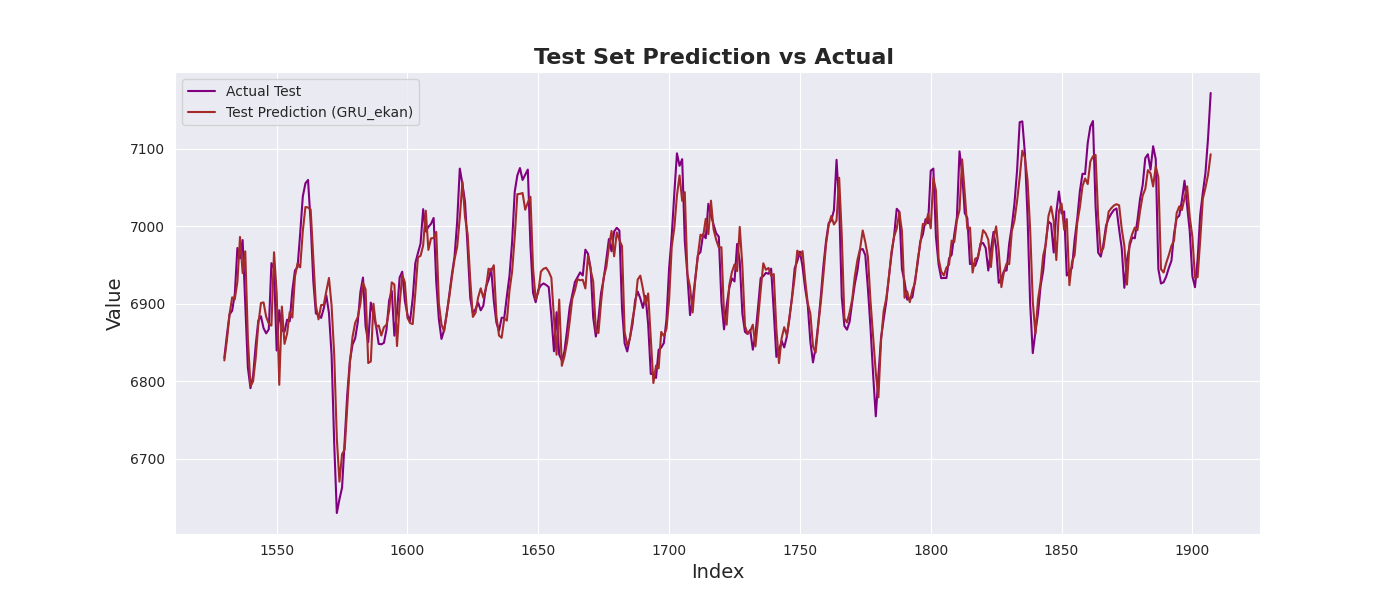 Test Set Prediction vs Actual
Actual Test
Test Prediction (GRU_ekan)
7100
7000
6900
6800
6700
Value
1550 1600 1650 1700 1750 1800 1850 1900
Index